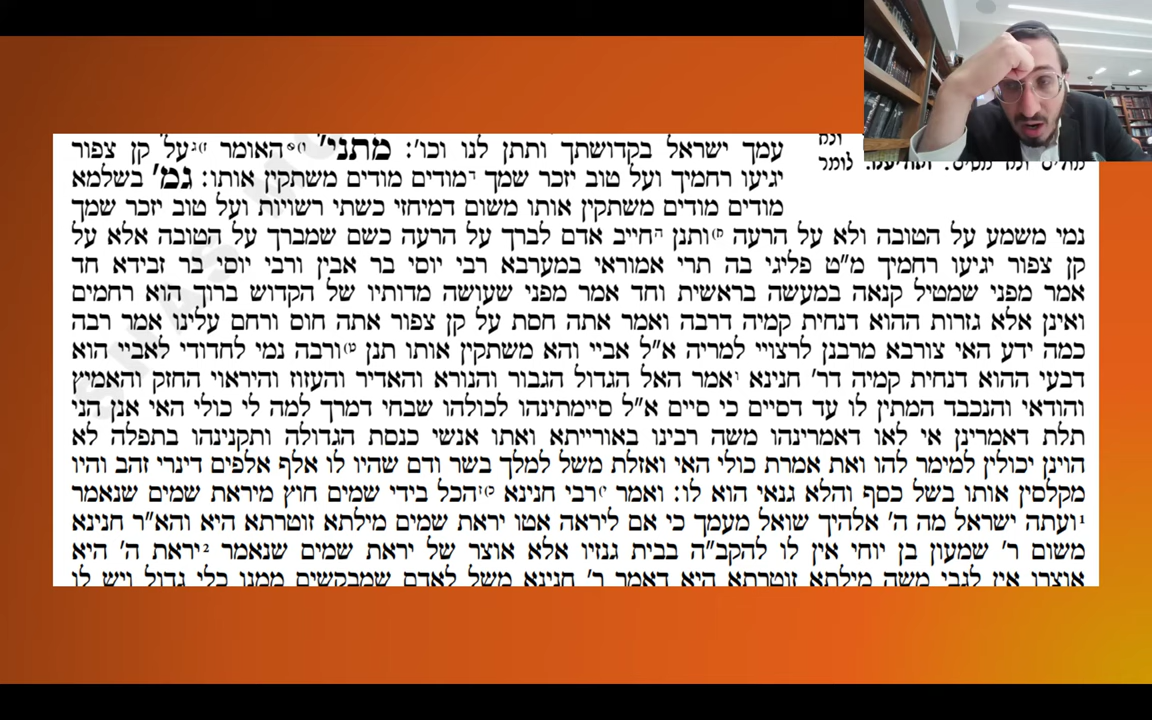 עמך ישראל בקדושתך ותתן לנו וכו': מתני' האומר על קן צפור
יגיעו רחמיך ועל טוב יזכר שמך מודים מודים משתקין אותו: גמ' בשלמא
מודים מודים משתקין אותו משום דמיחזי כשתי רשויות ועל טוב יזכר שמך
נמי משמע על הטובה ולא על הרעה ותנן חייב אדם לברך על הרעה כשם שמברך על הטובה אלא על
קן צפור יגיעו רחמיך מ"ט פליגי בה תרי אמוראי במערבא רבי יוסי בר אבין ורבי יוסי בר זבידא חד
אמר מפני שמטיל קנאה במעשה בראשית וחד אמר מפני שעושה מדותיו של הקדוש ברוך הוא רחמים
ואינן אלא גזרות ההוא דנחית קמיה דרבה ואמר אתה חסת על קן צפור אתה חוס ורחם עלינו אמר רבה
כמה ידע האי צורבא מרבנן לרצויי למריה א"ל אביי והא משתקין אותו תנן ורבה נמי לחדודי לאביי הוא
דבעי ההוא דנחית קמיה דר' חנינא אמר האל הגדול הגבור והנורא והאדיר והעזוז והיראוי החזק והאמיץ
והודאי והנכבד המתין לו עד דסיים כי סיים א"ל סיימתינהו לכולהו שבחי דמרך למה לי כולי האי אנן הני
תלת דאמרינן אי לאו דאמרינהו משה רבינו באורייתא ואתו אנשי כנסת הגדולה ותקנינהו בתפלה לא
הוינן יכולין למימר להו ואת אמרת כולי האי ואזלת משל למלך בשר ודם שהיו לו אלף אלפים דינרי זהב והיו
מקלסין אותו בשל כסף והלא גנאי הוא לו: ואמר רבי חנינא הכל בידי שמים חוץ מיראת שמים שנאמר
1ועתה ישראל מה ה' אלהיך שואל מעמך כי אם ליראה אטו יראת שמים מילתא זוטרתא היא והא"ר חנינא
משום ר' שמעון בן יוחי אין לו להקב"ה בבית גנזיו אלא אוצר של יראת שמים שנאמר 2יראת ה' היא
אוצרו אין לגבי משה מילתא זוטרתא היא דאמר ר' חנינא משל לאדם שמבקשים ממנו כלי גדול ויש לו